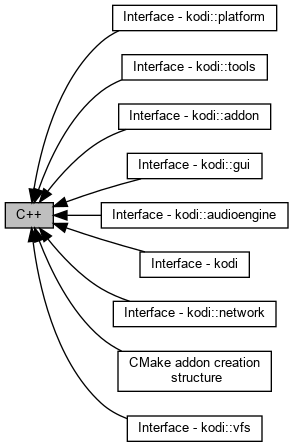 Interface - kodi::platform
Interface - kodi::tools
Interface - kodi::addon
Interface - kodi::gui
C++
Interface - kodi::audioengine
Interface - kodi
Interface - kodi::network
CMake addon creation
structure
Interface - kodi::vfs